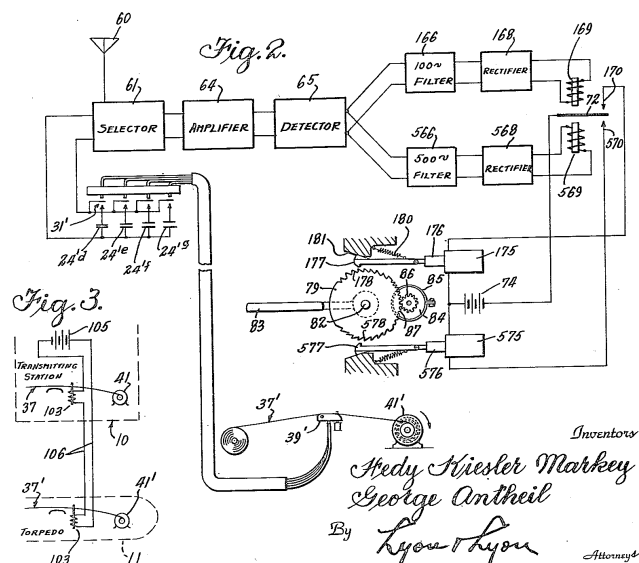 60
Fig. 2.
61
SELECTOR
64
AMPLIFIER
65
DETECTOR
166
100~
FILTER
168
RECTIFIER
169
170
72
570
566
500~
FILTER
568
RECTIFIER
569
31'
24'd
24'e
24'f
24'g
181
177
180
176
175
178
86
85
79
74
83
82
84
87
578
577
576
575
Fig. 3.
105
TRANSMITTING
STATION
41
37
103
10
106
37'
41'
TORPEDO
103
11
37'
39'
41'
Inventors
Hedy Kiesler Markey
George Antheil
By
Lyon & Lyon
Attorneys